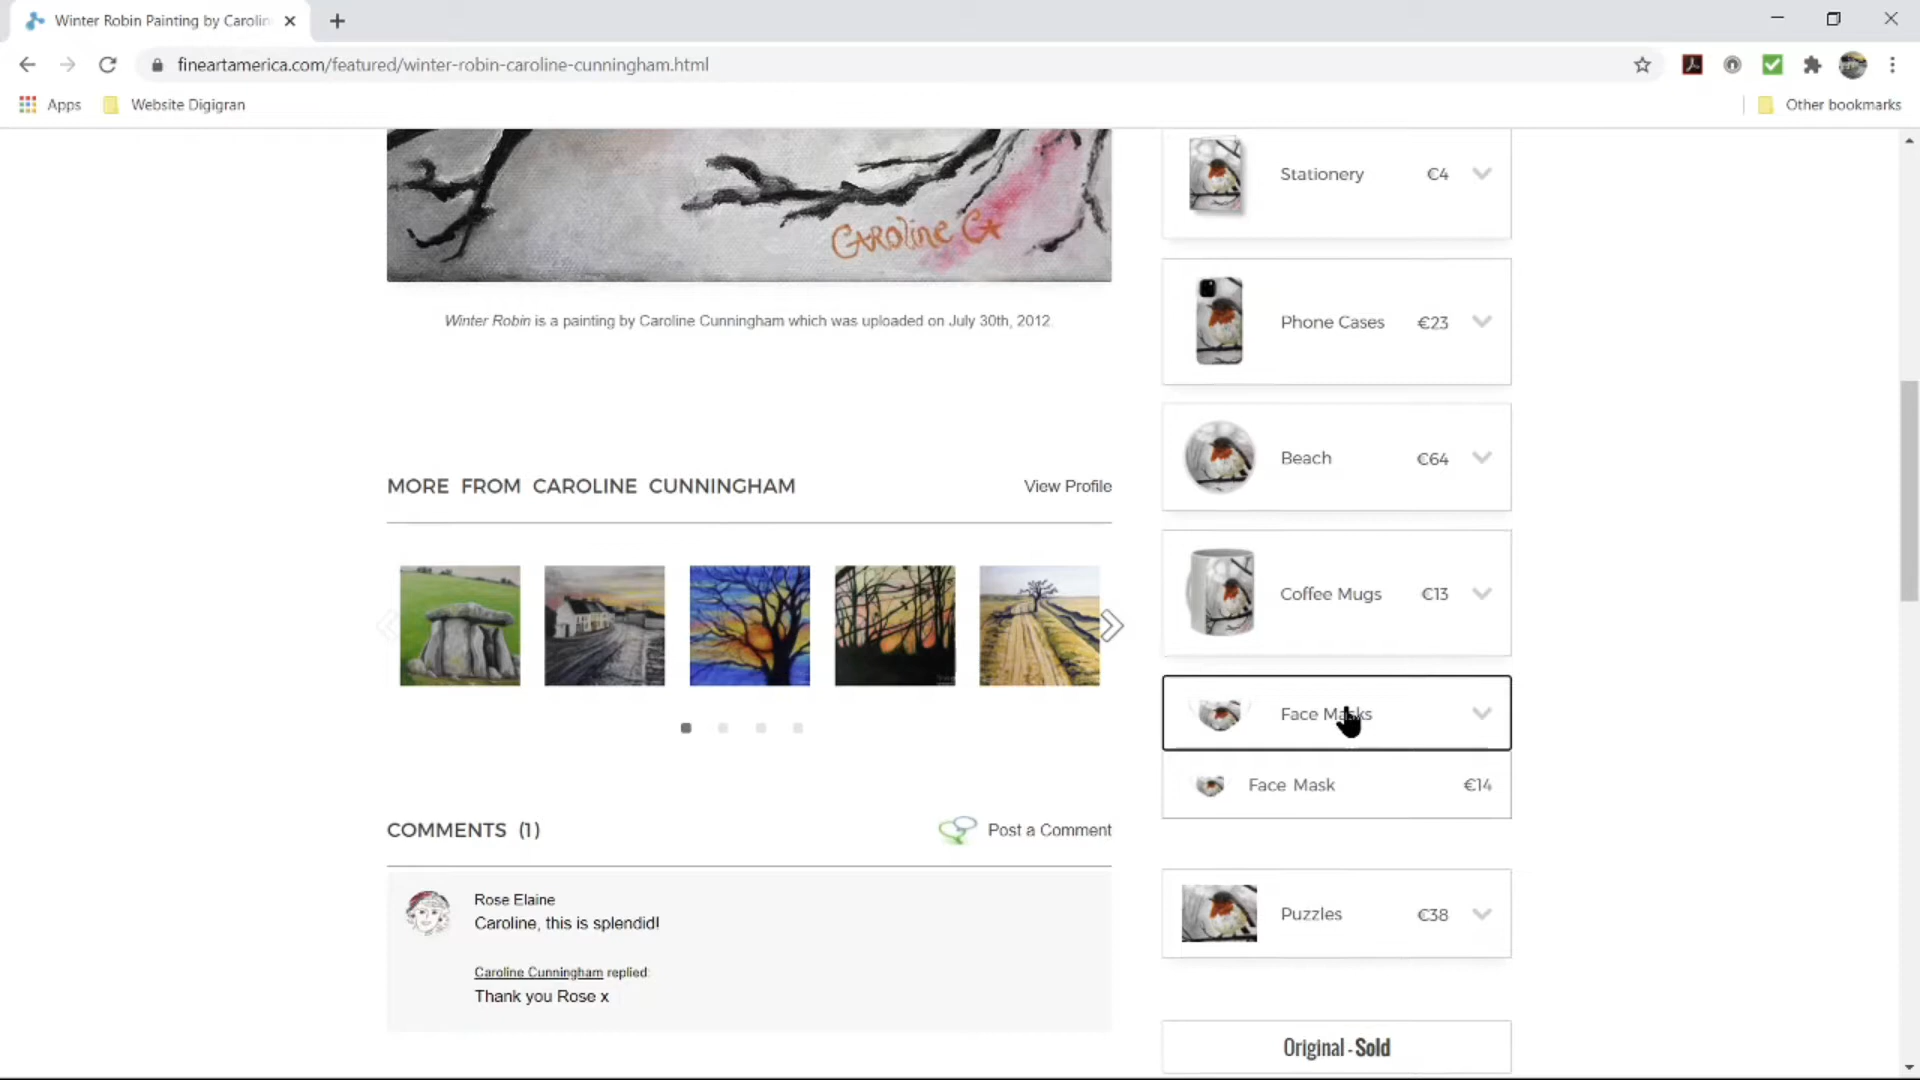 Winter Robin Painting by Carolin
fineartamerica.com/featured/winter-robin-caroline-cunningham.html
Apps
Website Digigran
Other bookmarks
CAROline CA
Winter Robin is a painting by Caroline Cunningham which was uploaded on July 30th, 2012.
MORE FROM CAROLINE CUNNINGHAM
View Profile
COMMENTS (1)
Post a Comment
Rose Elaine
Caroline, this is splendid!
Caroline Cunningham replied:
Thank you Rose x
Stationery €4
Phone Cases €23
Beach €64
Coffee Mugs €13
Face Masks
Face Mask €14
Puzzles €38
Original - Sold